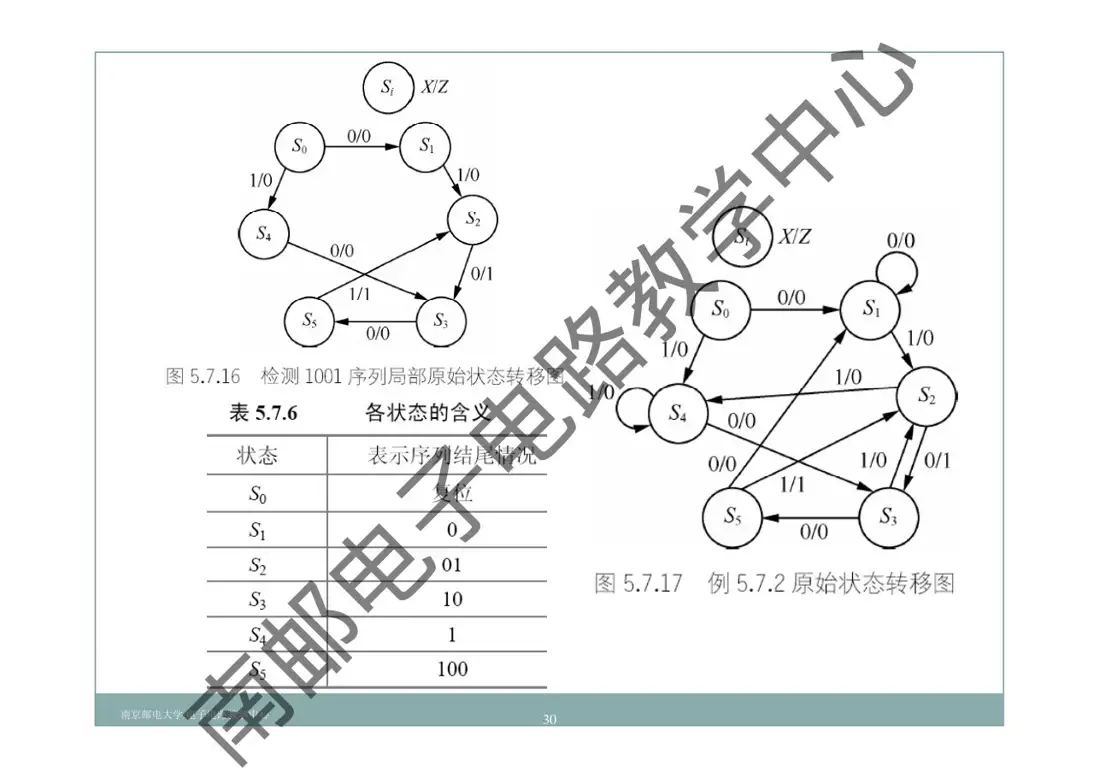 Si X/Z
S0 0/0 S1
1/0 1/0
S4 S2
0/0 0/1
1/1
S5 0/0 S3
图 5.7.16 检测 1001 序列局部原始状态转移图
表 5.7.6 各状态的含义
状态 表示序列结尾情况
S0 复位
S1 0
S2 01
S3 10
S4 1
S5 100
Si X/Z
0/0
S0 0/0 S1
1/0 1/0
1/0 1/0 S2
S4 0/0
0/0 1/0 0/1
1/1
S5 0/0 S3
图 5.7.17 例 5.7.2 原始状态转移图
南邮电子电路教学中心
30